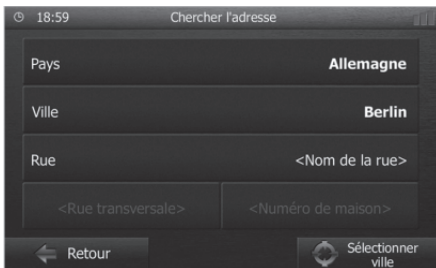 18:59 Chercher l'adresse
Pays Allemagne
Ville Berlin
Rue <Nom de la rue>
<Rue transversale> <Numéro de maison>
Retour Sélectionner
ville